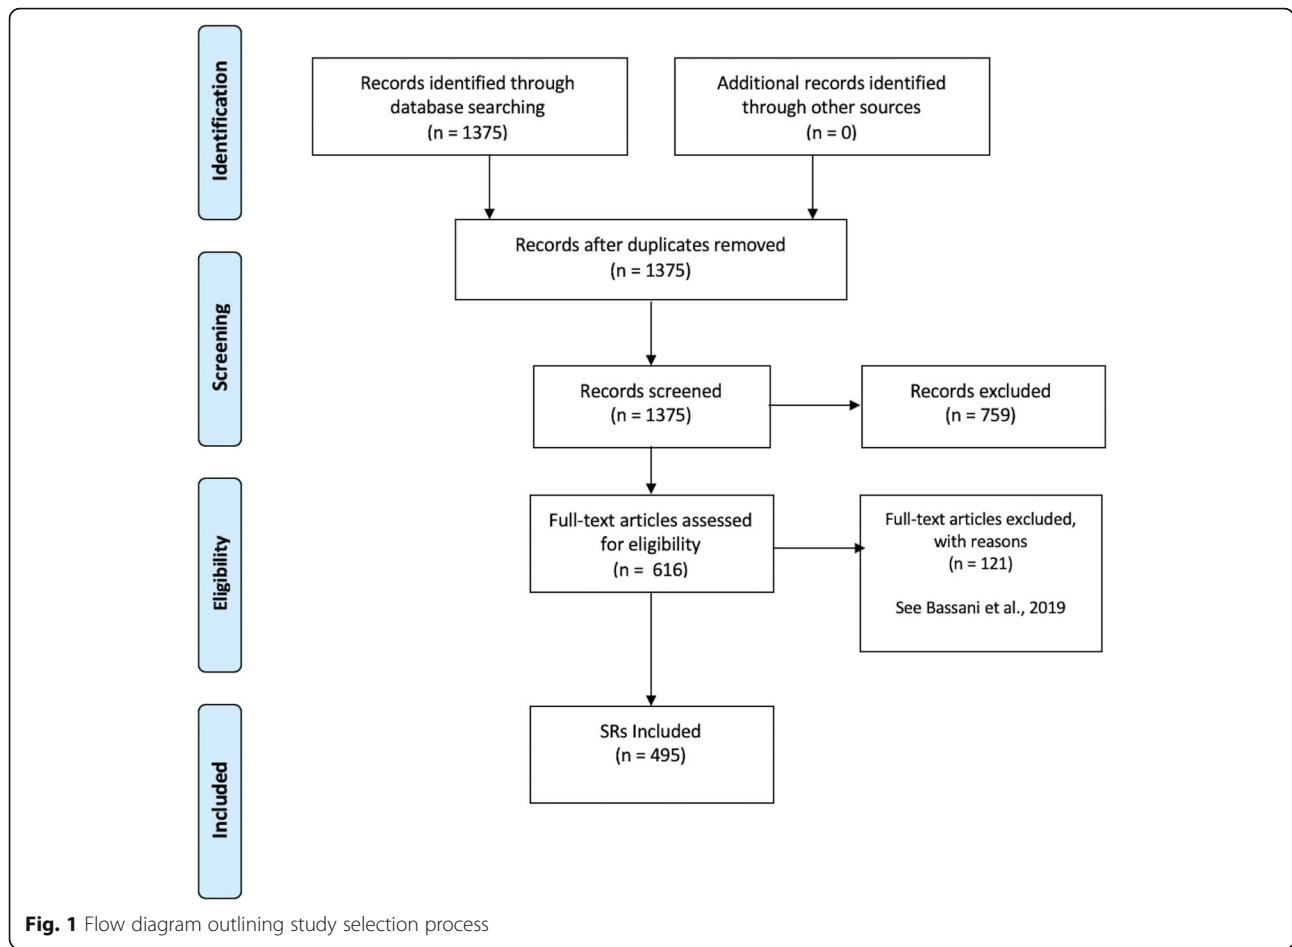 Identification
Records identified through
database searching
(n = 1375)
Additional records identified
through other sources
(n = 0)
Records after duplicates removed
(n = 1375)
Screening
Records screened
(n = 1375)
Records excluded
(n = 759)
Eligibility
Full-text articles assessed
for eligibility
(n = 616)
Full-text articles excluded,
with reasons
(n = 121)
See Bassani et al., 2019
Included
SRs Included
(n = 495)
Fig. 1 Flow diagram outlining study selection process